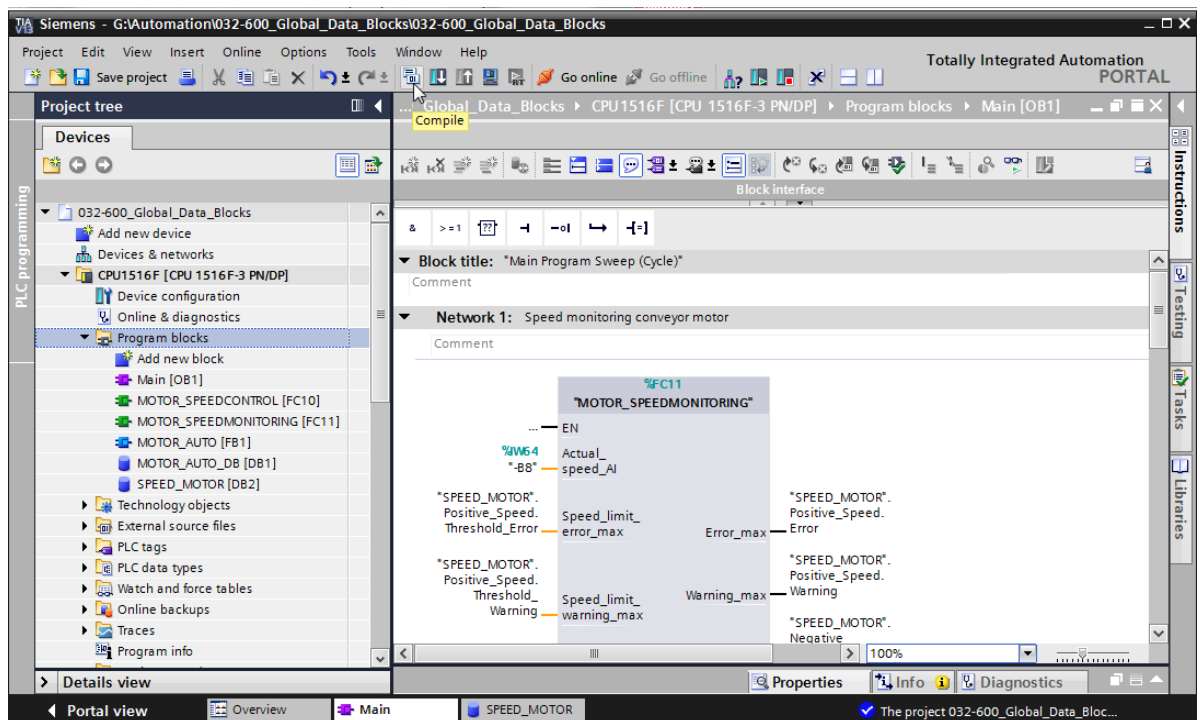 Siemens - G:\Automation\032-600_Global_Data_Blocks\032-600_Global_Data_Blocks
Project Edit View Insert Online Options Tools Window Help
Totally Integrated Automation
PORTAL
Save project
Go online
Go offline
Compile
Project tree
... Global_Data_Blocks ▸ CPU1516F [CPU 1516F-3 PN/DP] ▸ Program blocks ▸ Main [OB1]
Devices
Block interface
PLC programming
032-600_Global_Data_Blocks
Add new device
Devices & networks
CPU1516F [CPU 1516F-3 PN/DP]
Device configuration
Online & diagnostics
Program blocks
Add new block
Main [OB1]
MOTOR_SPEEDCONTROL [FC10]
MOTOR_SPEEDMONITORING [FC11]
MOTOR_AUTO [FB1]
MOTOR_AUTO_DB [DB1]
SPEED_MOTOR [DB2]
Technology objects
External source files
PLC tags
PLC data types
Watch and force tables
Online backups
Traces
Program info
Details view
& >=1 ??
Block title: "Main Program Sweep (Cycle)"
Comment
Network 1: Speed monitoring conveyor motor
Comment
%FC11
"MOTOR_SPEEDMONITORING"
... EN
%IW64
"-B8"
Actual_
speed_AI
"SPEED_MOTOR".
Positive_Speed.
Threshold_Error
Speed_limit_
error_max
Error_max
"SPEED_MOTOR".
Positive_Speed.
Error
"SPEED_MOTOR".
Positive_Speed.
Threshold_
Warning
Speed_limit_
warning_max
Warning_max
"SPEED_MOTOR".
Positive_Speed.
Warning
"SPEED_MOTOR".
Negative
100%
Properties
Info
Diagnostics
Instructions
Testing
Tasks
Libraries
Portal view
Overview
Main
SPEED_MOTOR
The project 032-600_Global_Data_Bloc...